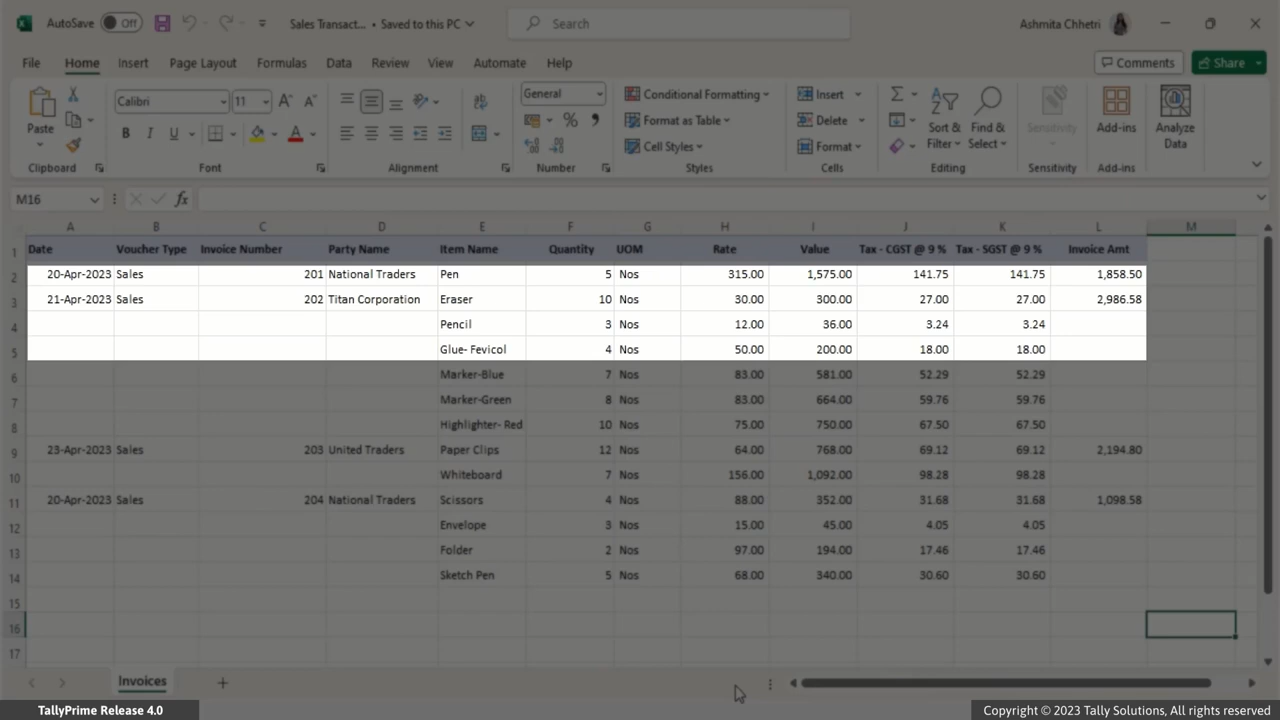 AutoSave Off Sales Transact... • Saved to this PC Search Ashmita Chhetri
File Home Insert Page Layout Formulas Data Review View Automate Help Comments Share
Calibri 11 General Conditional Formatting Insert
Paste Format as Table Delete Sort & Filter Find & Select Sensitivity Add-ins Analyze Data
B I U A Cell Styles Format
Clipboard Font Alignment Number Styles Cells Editing Sensitivity Add-ins
M16 fx
A B C D E F G H I J K L M
1 Date Voucher Type Invoice Number Party Name Item Name Quantity UOM Rate Value Tax - CGST @ 9 % Tax - SGST @ 9 % Invoice Amt
2 20-Apr-2023 Sales 201 National Traders Pen 5 Nos 315.00 1,575.00 141.75 141.75 1,858.50
3 21-Apr-2023 Sales 202 Titan Corporation Eraser 10 Nos 30.00 300.00 27.00 27.00 2,986.58
4 Pencil 3 Nos 12.00 36.00 3.24 3.24
5 Glue- Fevicol 4 Nos 50.00 200.00 18.00 18.00
6 Marker-Blue 7 Nos 83.00 581.00 52.29 52.29
7 Marker-Green 8 Nos 83.00 664.00 59.76 59.76
8 Highlighter- Red 10 Nos 75.00 750.00 67.50 67.50
9 23-Apr-2023 Sales 203 United Traders Paper Clips 12 Nos 64.00 768.00 69.12 69.12 2,194.80
10 Whiteboard 7 Nos 156.00 1,092.00 98.28 98.28
11 20-Apr-2023 Sales 204 National Traders Scissors 4 Nos 88.00 352.00 31.68 31.68 1,098.58
12 Envelope 3 Nos 15.00 45.00 4.05 4.05
13 Folder 2 Nos 97.00 194.00 17.46 17.46
14 Sketch Pen 5 Nos 68.00 340.00 30.60 30.60
15
16
17
Invoices
TallyPrime Release 4.0 Copyright © 2023 Tally Solutions, All rights reserved